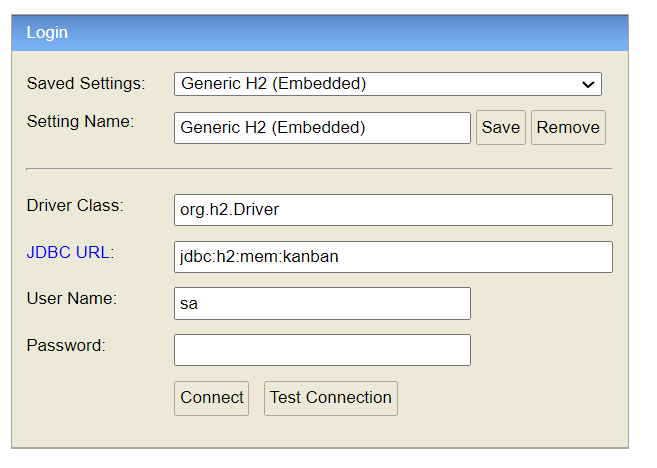 Login
Saved Settings: Generic H2 (Embedded)
Setting Name: Generic H2 (Embedded) Save Remove
Driver Class: org.h2.Driver
JDBC URL: jdbc:h2:mem:kanban
User Name: sa
Password:
Connect Test Connection